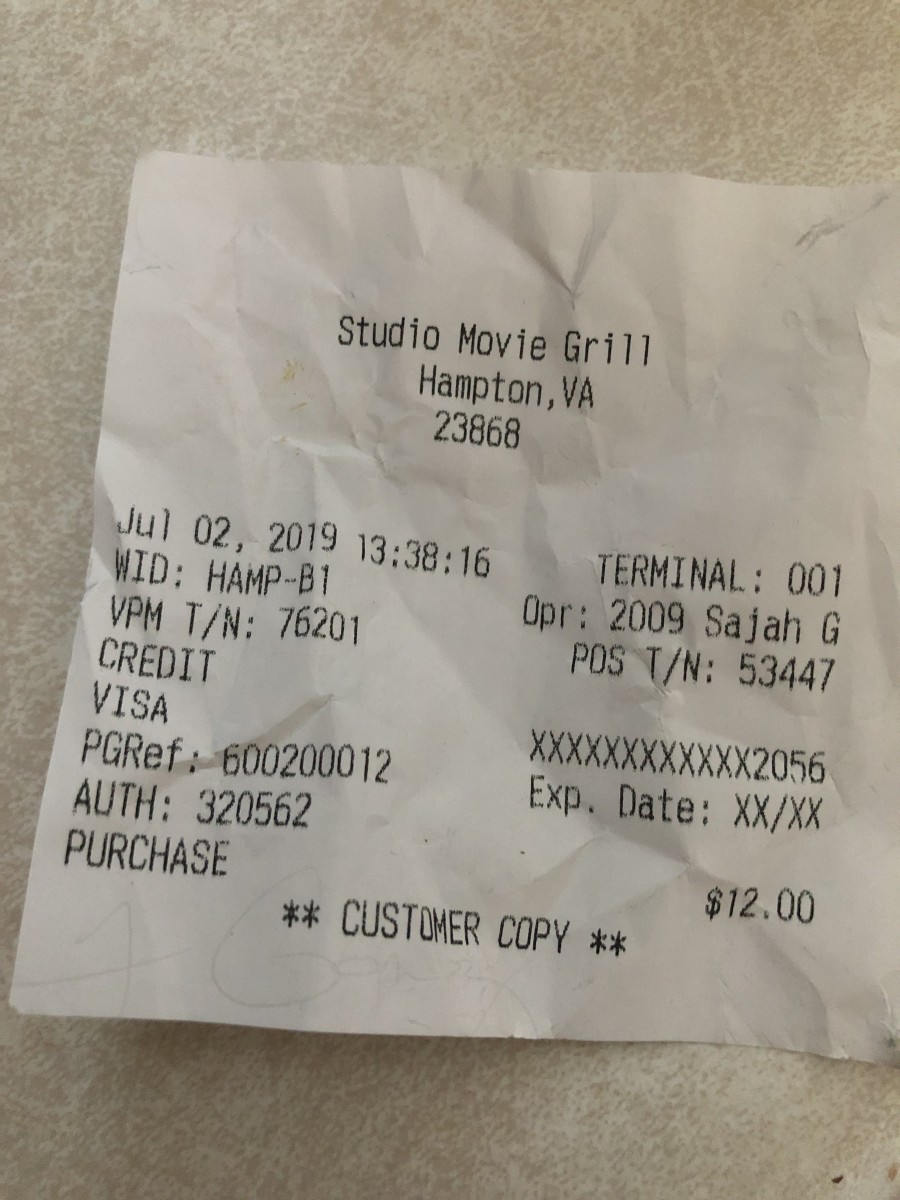 Studio Movie Grill
Hampton,VA
23868
Jul 02, 2019 13:38:16 TERMINAL: 001
WID: HAMP-B1 Opr: 2009 Sajah G
VPM T/N: 76201 POS T/N: 53447
CREDIT
VISA XXXXXXXXXXXX2056
PGRef: 600200012 Exp. Date: XX/XX
AUTH: 320562
PURCHASE $12.00
** CUSTOMER COPY **